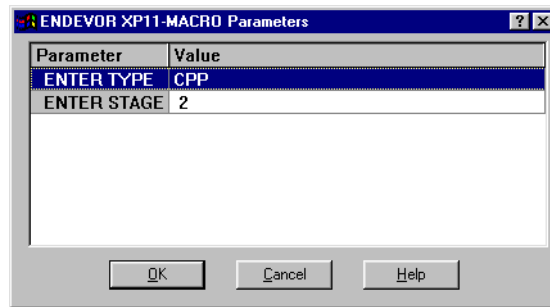 ENDEVOR XP11-MACRO Parameters
Parameter Value
ENTER TYPE CPP
ENTER STAGE 2
OK Cancel Help